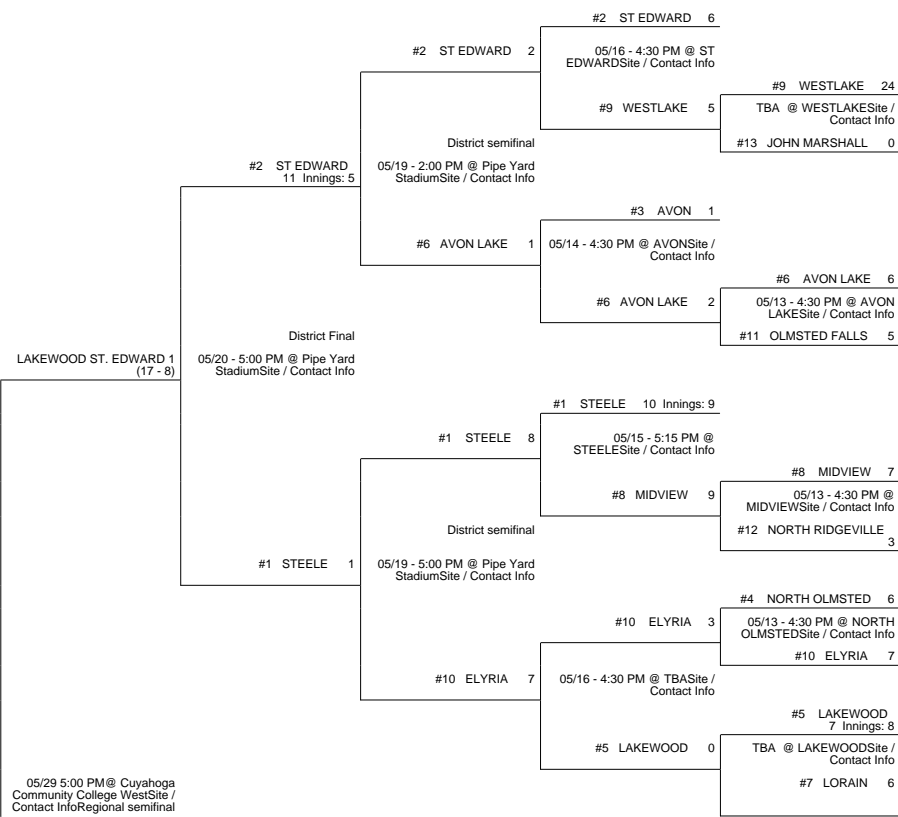 #2 ST EDWARD 6
#2 ST EDWARD 2
05/16 - 4:30 PM @ ST
EDWARDSite / Contact Info
#9 WESTLAKE 24
#9 WESTLAKE 5
TBA @ WESTLAKESite /
Contact Info
District semifinal
#13 JOHN MARSHALL 0
#2 ST EDWARD
11 Innings: 5
05/19 - 2:00 PM @ Pipe Yard
StadiumSite / Contact Info
#3 AVON 1
#6 AVON LAKE 1
05/14 - 4:30 PM @ AVONSite /
Contact Info
#6 AVON LAKE 6
#6 AVON LAKE 2
05/13 - 4:30 PM @ AVON
LAKESite / Contact Info
District Final
#11 OLMSTED FALLS 5
LAKEWOOD ST. EDWARD 1
(17 - 8)
05/20 - 5:00 PM @ Pipe Yard
StadiumSite / Contact Info
#1 STEELE 10 Innings: 9
#1 STEELE 8
05/15 - 5:15 PM @
STEELESite / Contact Info
#8 MIDVIEW 7
#8 MIDVIEW 9
05/13 - 4:30 PM @
MIDVIEWSite / Contact Info
District semifinal
#12 NORTH RIDGEVILLE
3
#1 STEELE 1
05/19 - 5:00 PM @ Pipe Yard
StadiumSite / Contact Info
#4 NORTH OLMSTED 6
#10 ELYRIA 3
05/13 - 4:30 PM @ NORTH
OLMSTEDSite / Contact Info
#10 ELYRIA 7
#10 ELYRIA 7
05/16 - 4:30 PM @ TBASite /
Contact Info
#5 LAKEWOOD
7 Innings: 8
#5 LAKEWOOD 0
TBA @ LAKEWOODSite /
Contact Info
#7 LORAIN 6
05/29 5:00 PM@ Cuyahoga
Community College WestSite /
Contact InfoRegional semifinal